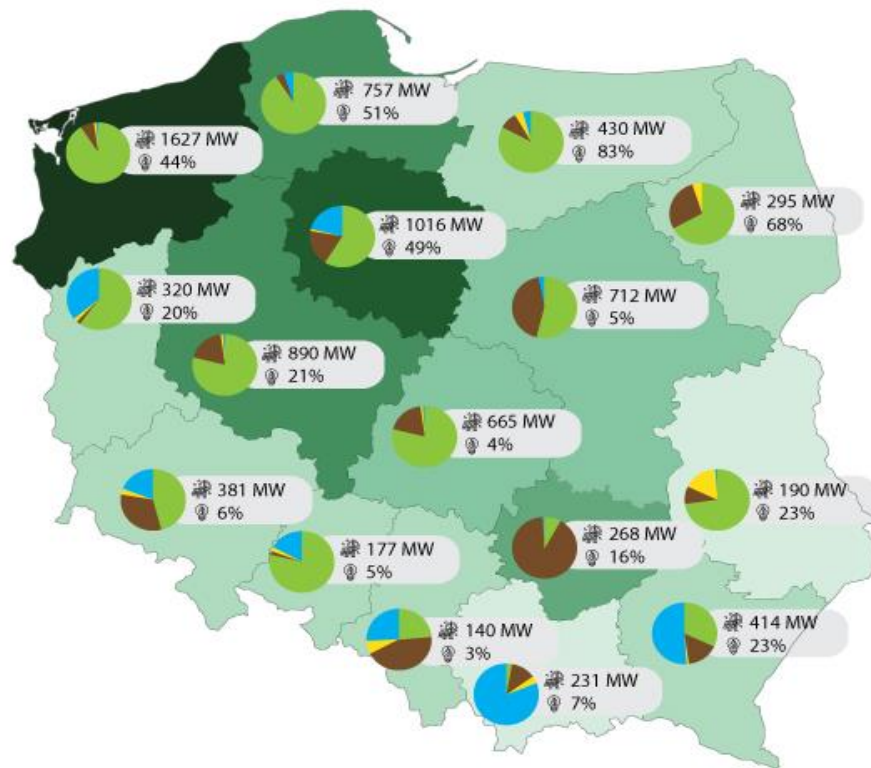 757 MW
51%
1627 MW
44%
430 MW
83%
295 MW
68%
1016 MW
49%
320 MW
20%
712 MW
5%
890 MW
21%
665 MW
4%
381 MW
6%
190 MW
23%
268 MW
16%
177 MW
5%
414 MW
23%
140 MW
3%
231 MW
7%